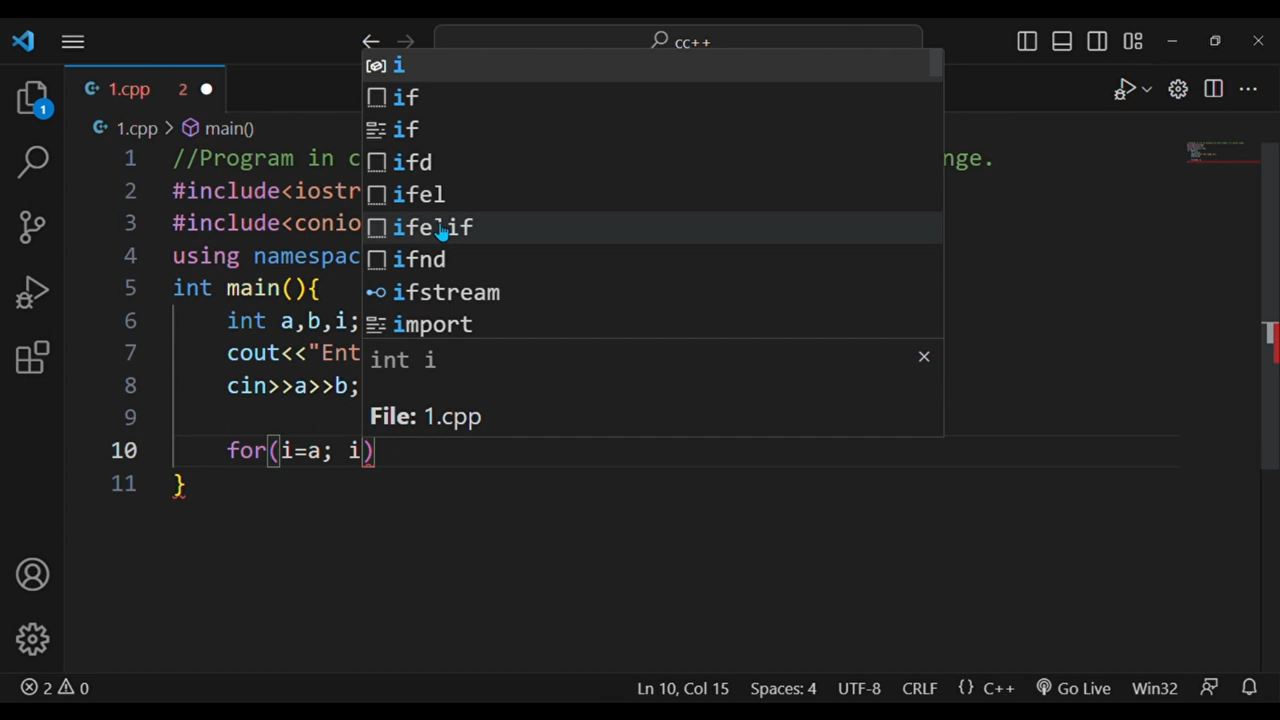 cc++
1.cpp 2
1.cpp > main()
1 //Program in c nge.
2 #include<iostr
3 #include<conio
4 using namespac
5 int main(){
6 int a,b,i;
7 cout<<"Ent
8 cin>>a>>b;
9
10 for(i=a; i)
11 }
i
if
if
ifd
ifel
ifelif
ifnd
ifstream
import
int i
File: 1.cpp
1
2 0
Ln 10, Col 15 Spaces: 4 UTF-8 CRLF {} C++ Go Live Win32